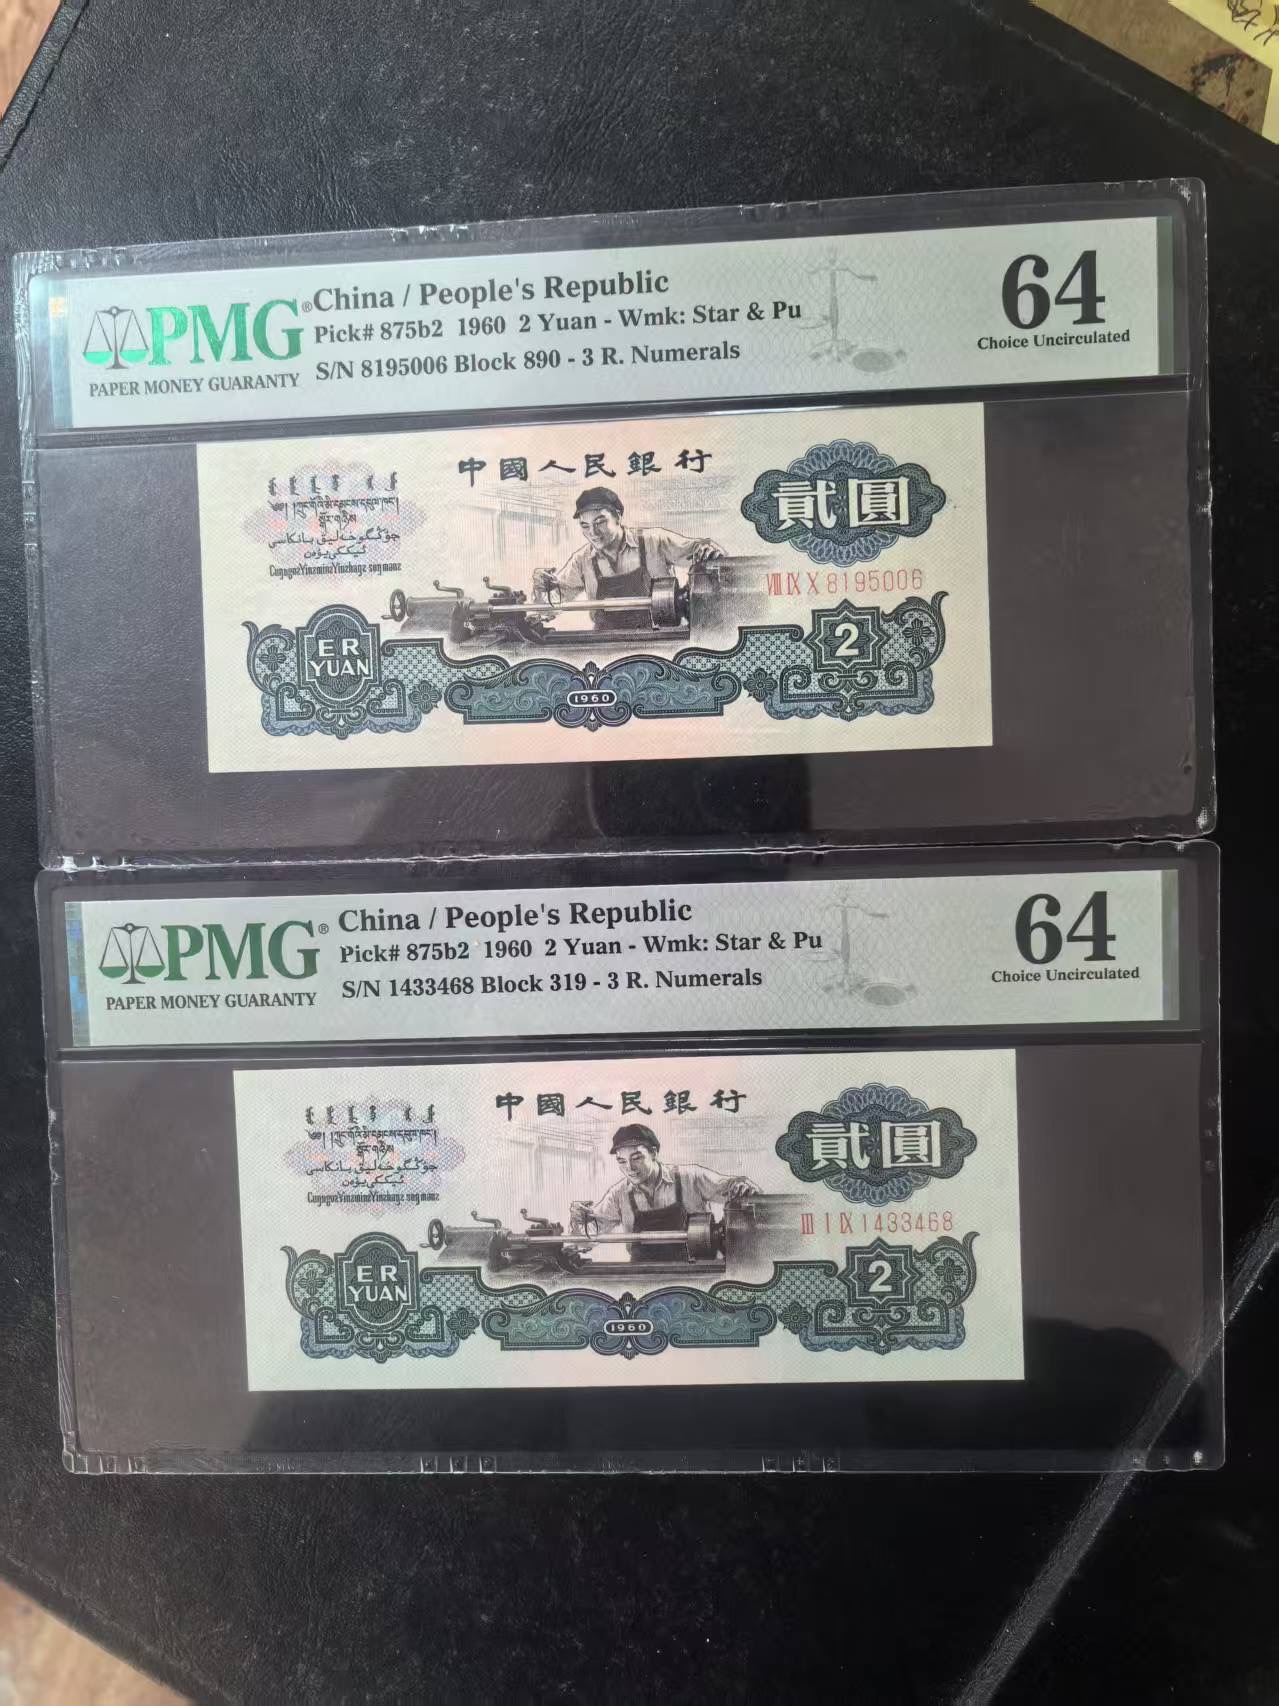 PMG®
PAPER MONEY GUARANTY
China / People's Republic
Pick# 875b2 1960 2 Yuan - Wmk: Star & Pu
S/N 8195006 Block 890 - 3 R. Numerals
64
Choice Uncirculated
中國人民銀行
貳圓
CungguzYinzminzYinzhangz song maenz
VIII IX X 8195006
ER
YUAN
2
1960
PMG®
PAPER MONEY GUARANTY
China / People's Republic
Pick# 875b2 1960 2 Yuan - Wmk: Star & Pu
S/N 1433468 Block 319 - 3 R. Numerals
64
Choice Uncirculated
中國人民銀行
貳圓
III I IX 1433468
ER
YUAN
2
1960